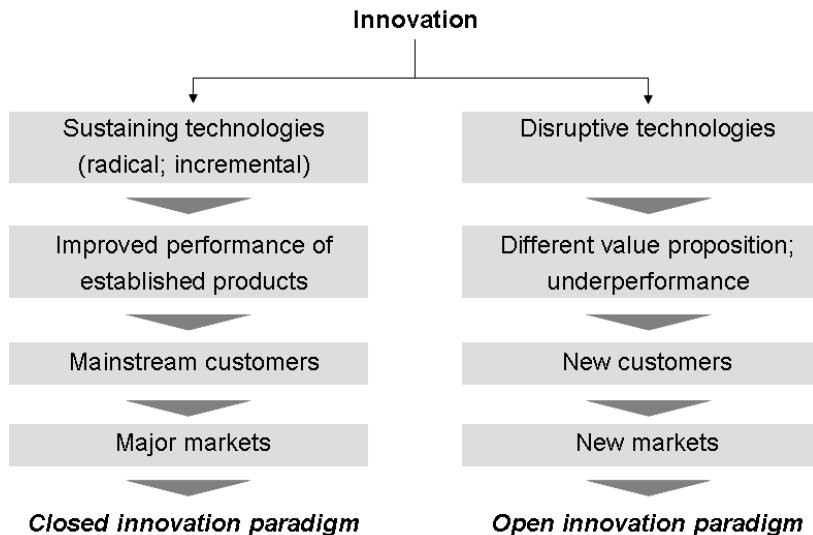 Innovation
Sustaining technologies
(radical; incremental)
Improved performance of
established products
Mainstream customers
Major markets
Closed innovation paradigm
Disruptive technologies
Different value proposition;
underperformance
New customers
New markets
Open innovation paradigm